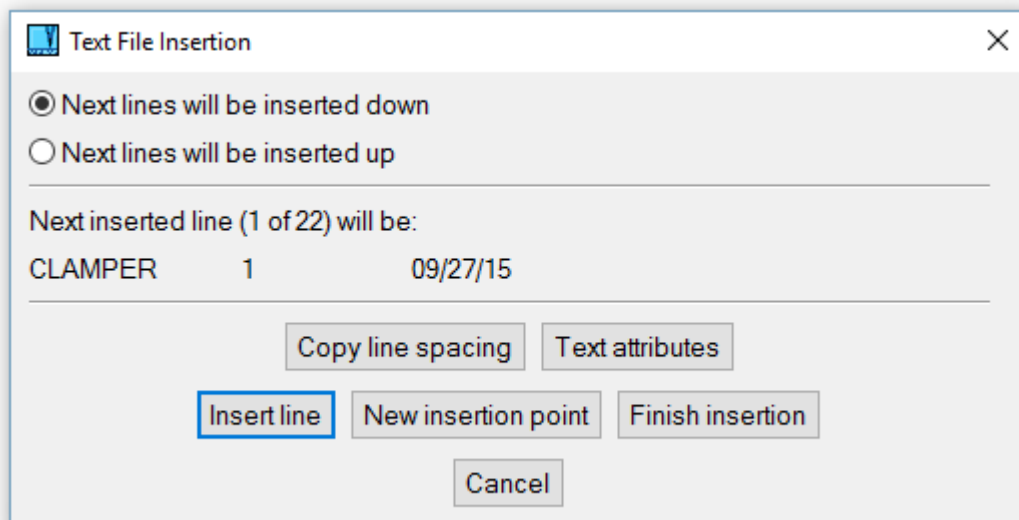 Text File Insertion
Next lines will be inserted down
Next lines will be inserted up
Next inserted line (1 of 22) will be:
CLAMPER 1 09/27/15
Copy line spacing Text attributes
Insert line New insertion point Finish insertion
Cancel